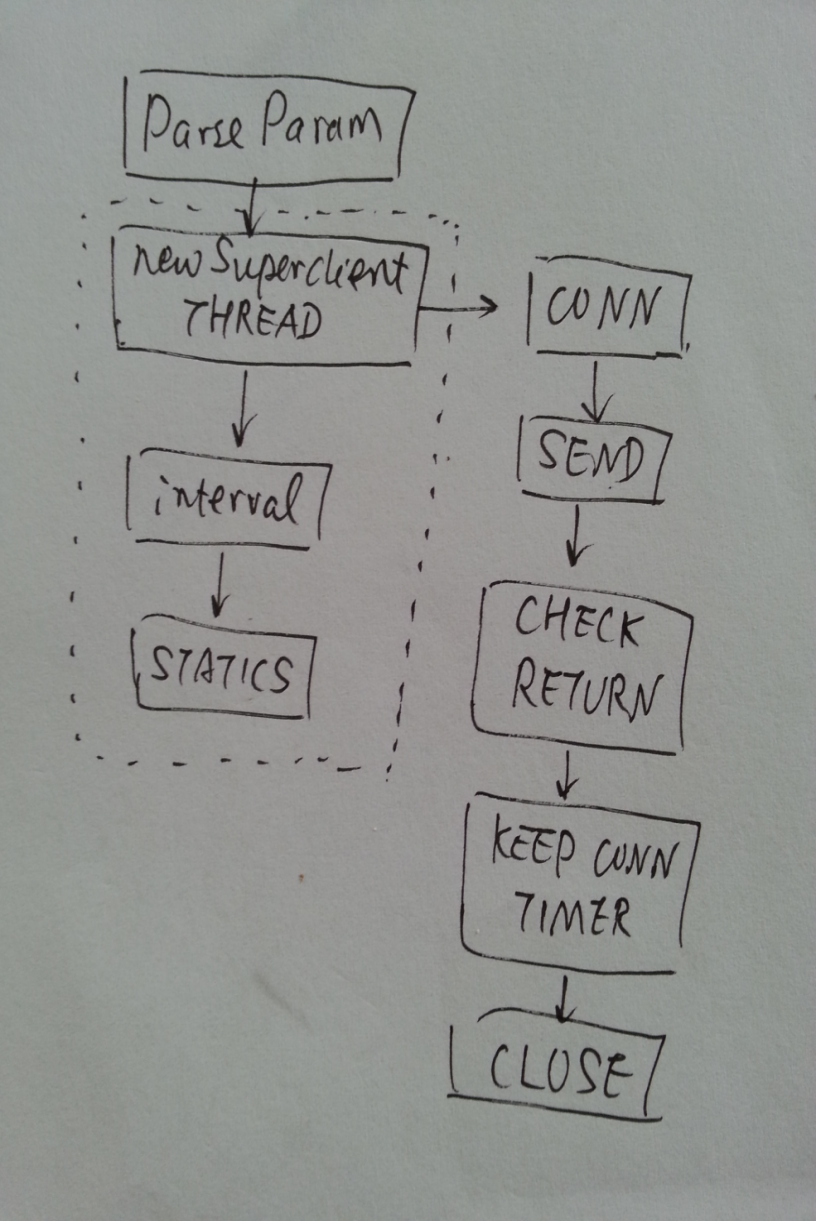 Parse Param
new Superclient
THREAD
interval
STATICS
CONN
SEND
CHECK
RETURN
KEEP CONN
TIMER
CLOSE